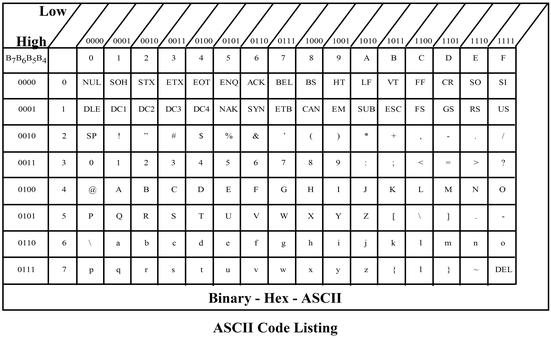 Low
High
0000 0001 0010 0011 0100 0101 0110 0111 1000 1001 1010 1011 1100 1101 1110 1111
B7B6B5B4 0 1 2 3 4 5 6 7 8 9 A B C D E F
0000 0 NUL SOH STX ETX EOT ENQ ACK BEL BS HT LF VT FF CR SO SI
0001 1 DLE DC1 DC2 DC3 DC4 NAK SYN ETB CAN EM SUB ESC FS GS RS US
0010 2 SP ! " # $ % & ' ( ) * + , - . /
0011 3 0 1 2 3 4 5 6 7 8 9 : ; < = > ?
0100 4 @ A B C D E F G H I J K L M N O
0101 5 P Q R S T U V W X Y Z [ \ ] . -
0110 6 \ a b c d e f g h i j k l m n o
0111 7 p q r s t u v w x y z { l } ~ DEL
Binary - Hex - ASCII
ASCII Code Listing